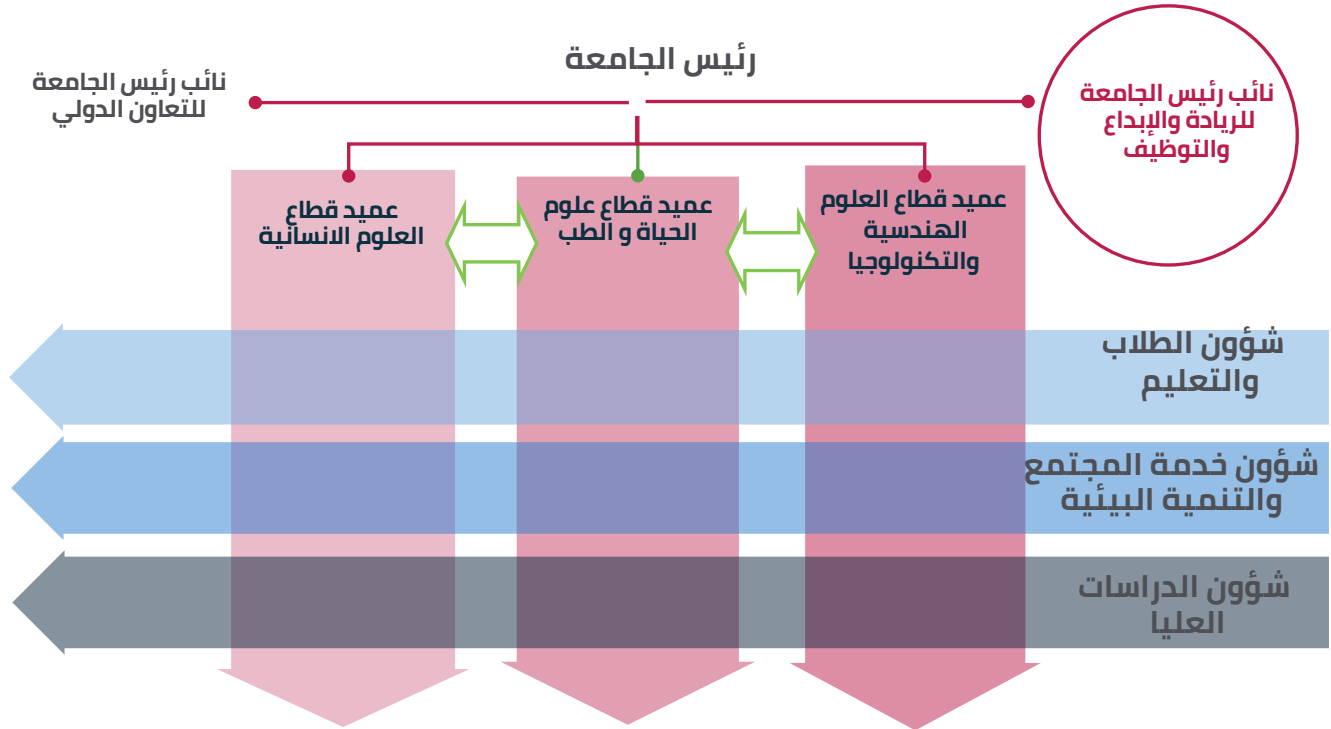 رئيس الجامعة
نائب رئيس الجامعة
للريادة والإبداع
والتوظيف
نائب رئيس الجامعة
للتعاون الدولي
عميد قطاع العلوم
الهندسية
والتكنولوجيا
عميد قطاع علوم
الحياة و الطب
عميد قطاع
العلوم الانسانية
شؤون الطلاب
والتعليم
شؤون خدمة المجتمع
والتنمية البيئية
شؤون الدراسات
العليا